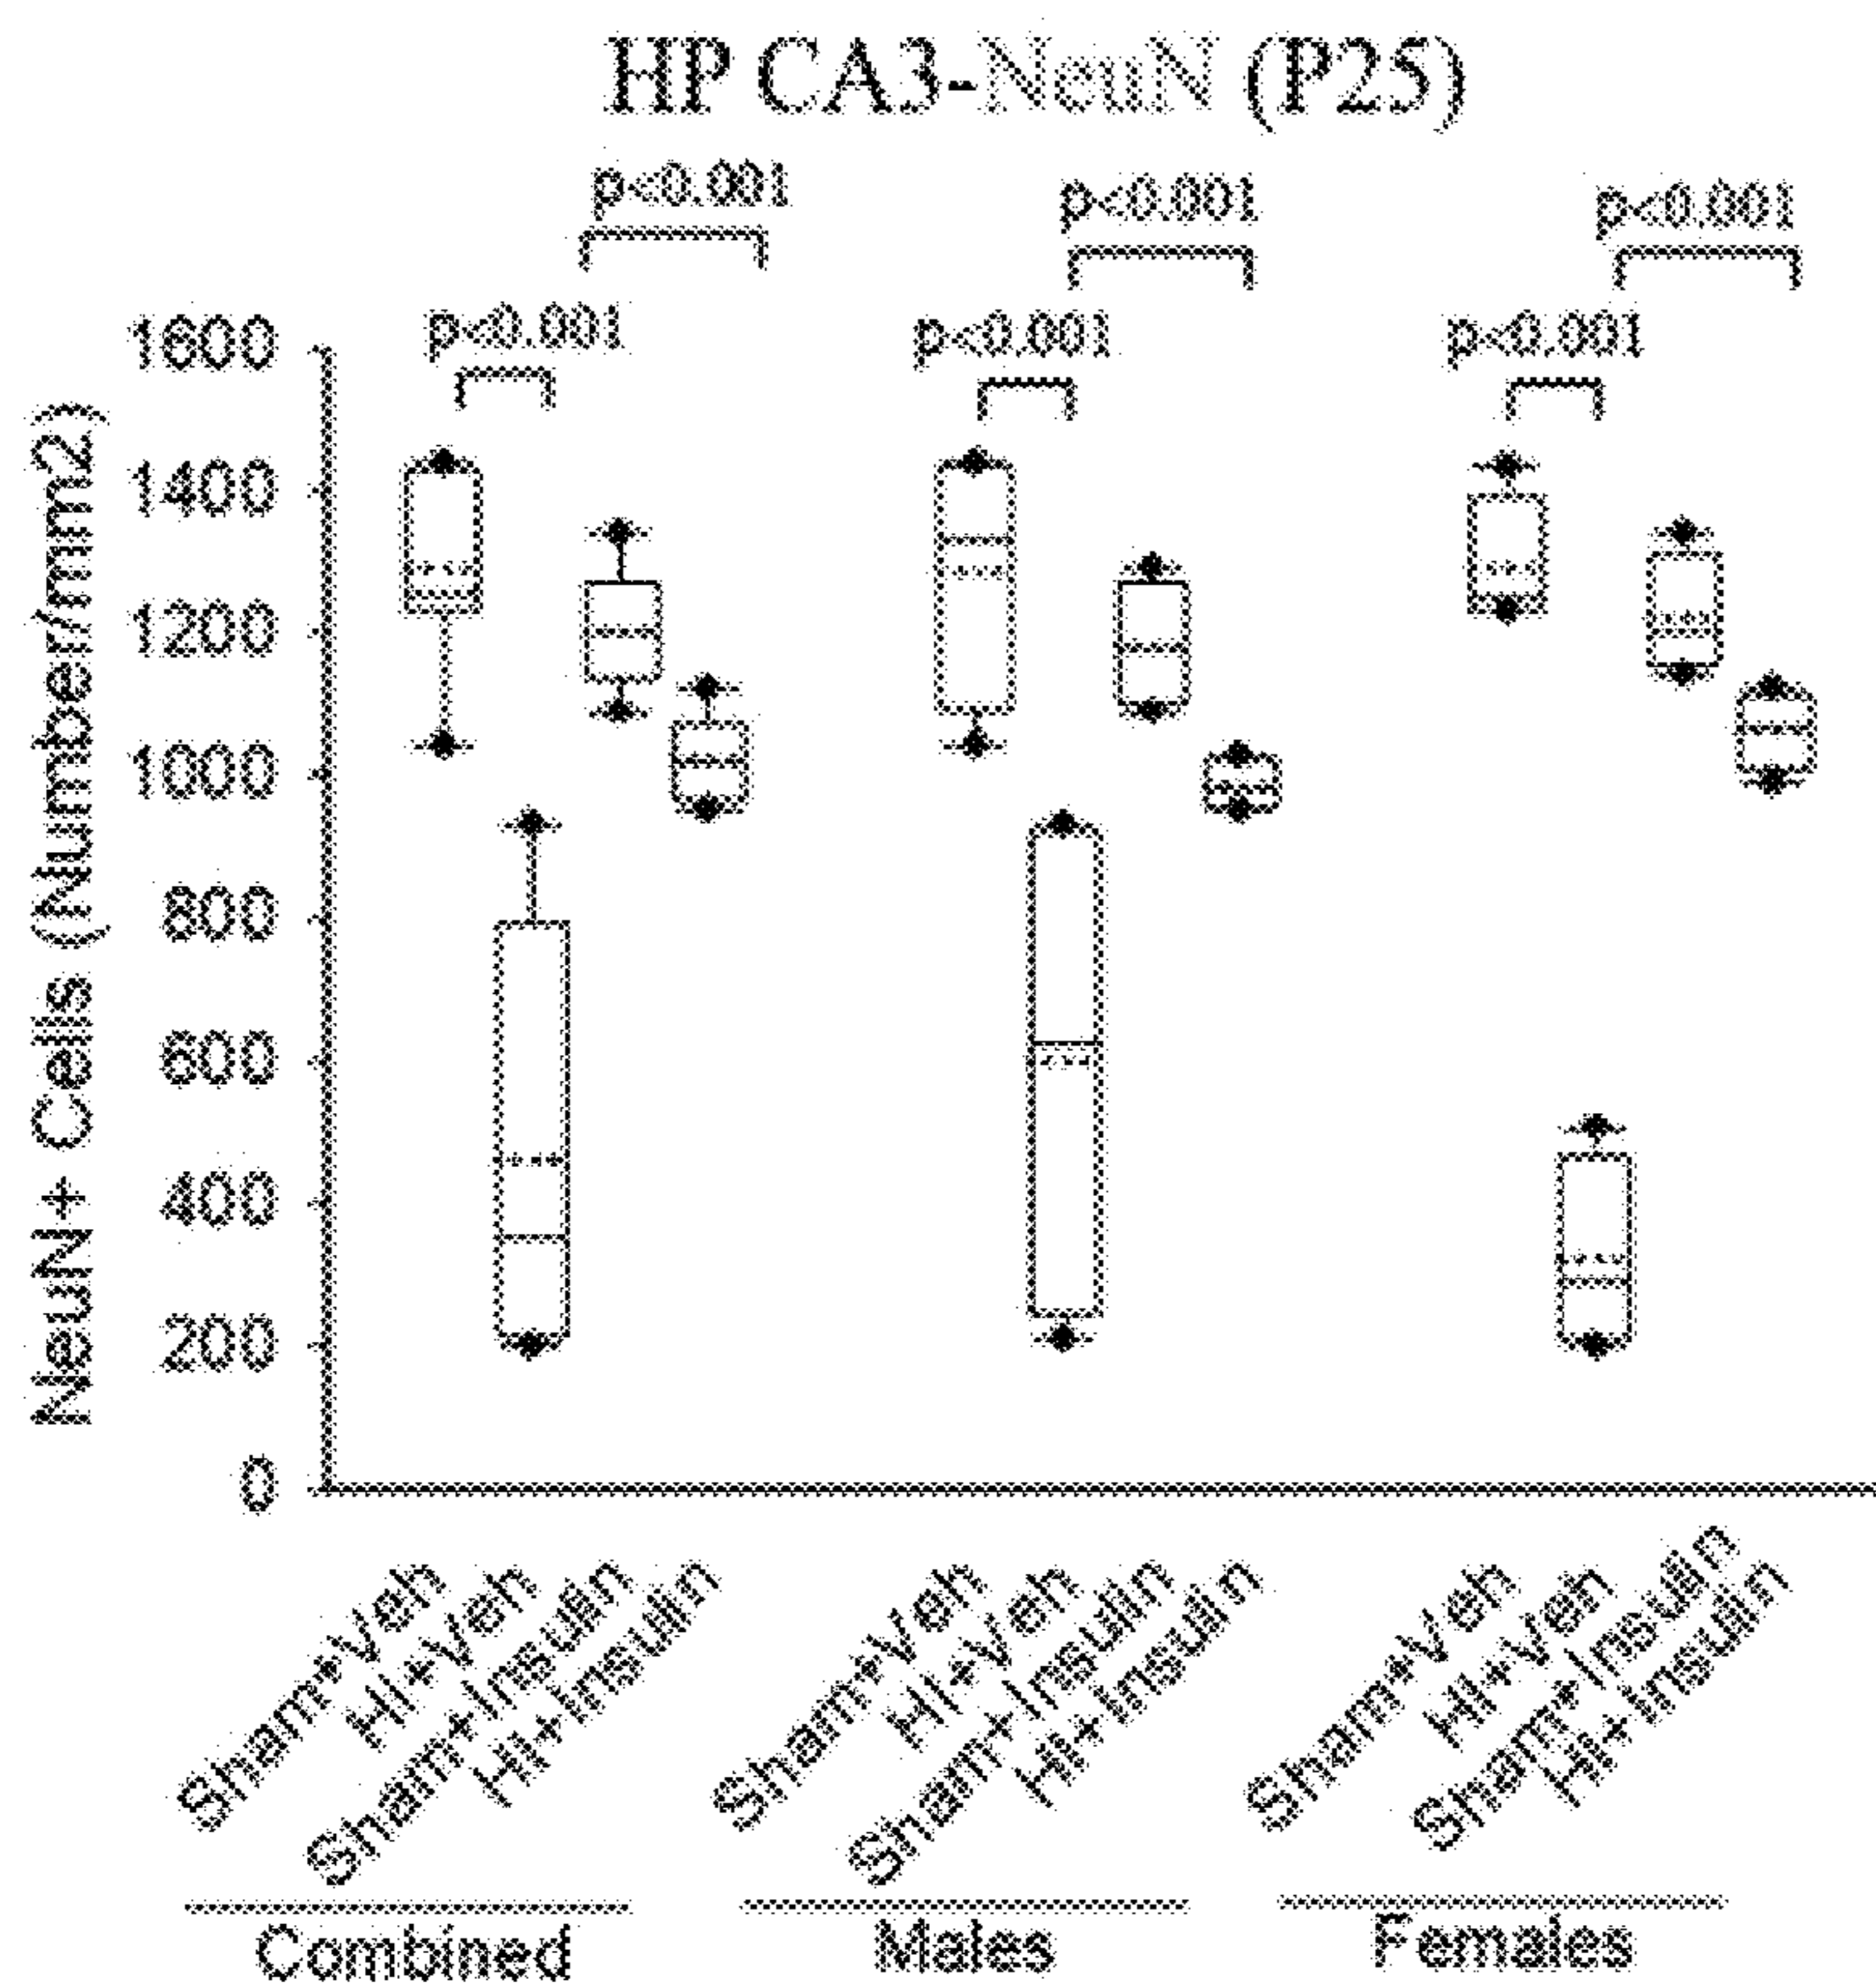 HP CA3-NeuN (P25)
p<0.001
p<0.001
p<0.001
p<0.001
p<0.001
p<0.001
NeuN+ Cells (Number/mm2)
1600
1400
1200
1000
800
600
400
200
0
Sham+Veh
HI+Veh
Sham+Insulin
HI+Insulin
Sham+Veh
HI+Veh
Sham+Insulin
HI+Insulin
Sham+Veh
HI+Veh
Sham+Insulin
HI+Insulin
Combined
Males
Females